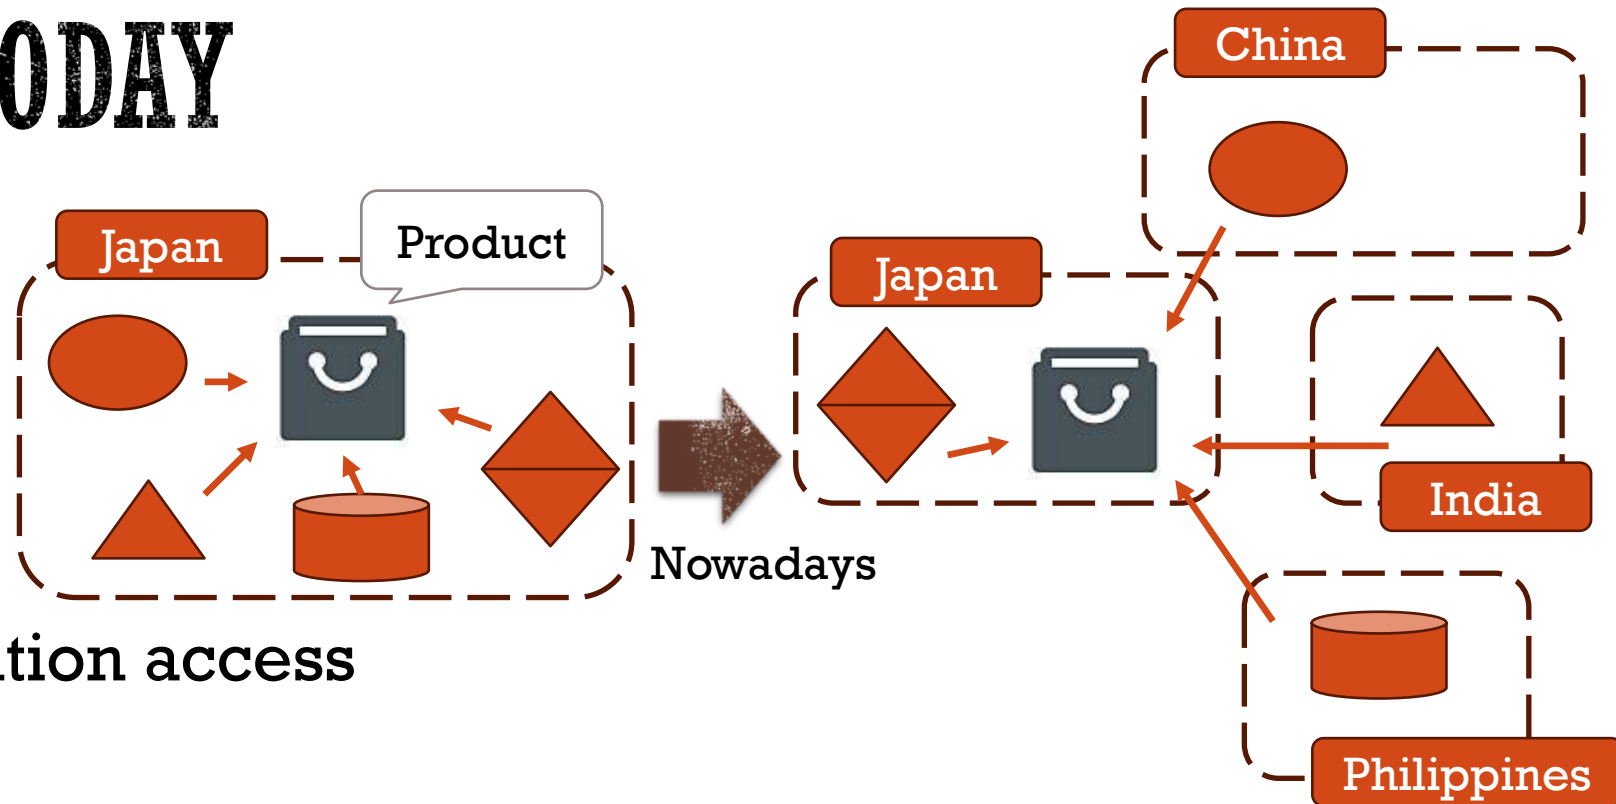 ODAY
China
Japan
Product
Japan
India
Nowadays
tion access
Philippines